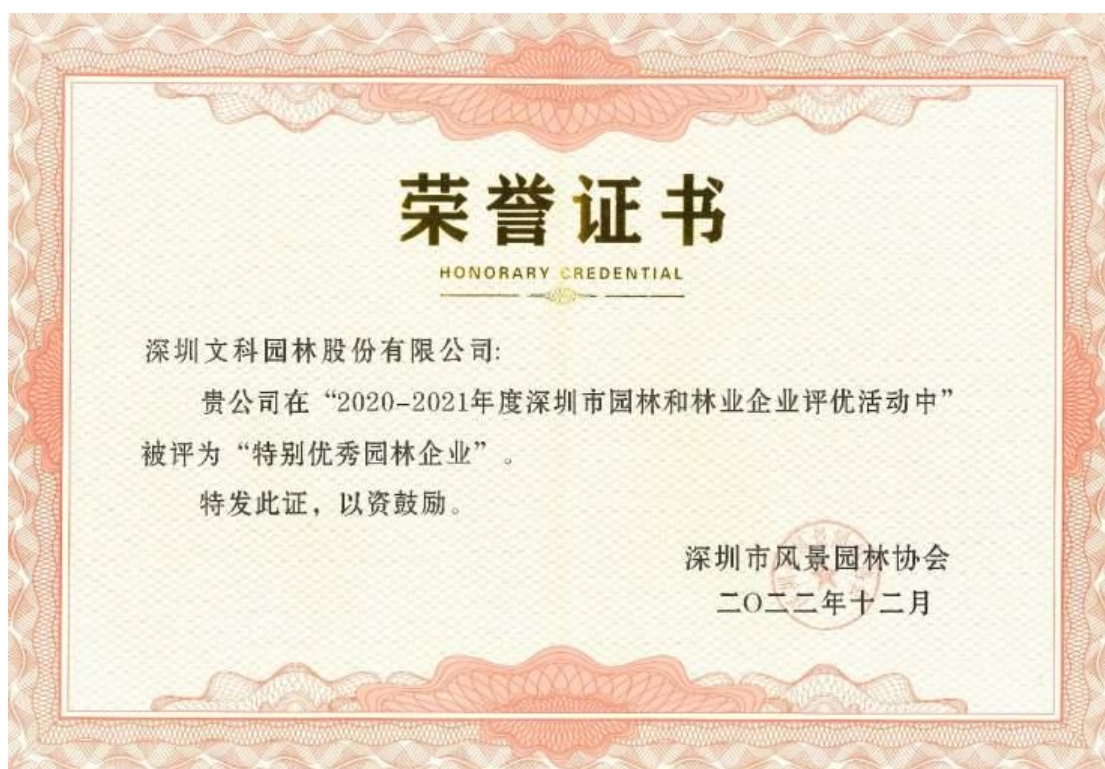 荣誉证书
HONORARY CREDENTIAL
深圳文科园林股份有限公司:
贵公司在“2020-2021年度深圳市园林和林业企业评优活动中”
被评为“特别优秀园林企业”。
特发此证，以资鼓励。
深圳市风景园林协会
二〇二二年十二月